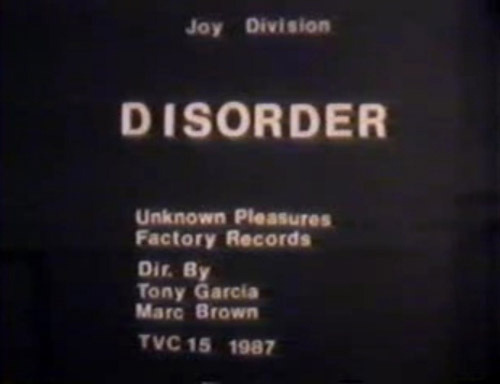 Joy Division
DISORDER
Unknown Pleasures
Factory Records
Dir. By
Tony Garcia
Marc Brown
TVC 15 1987